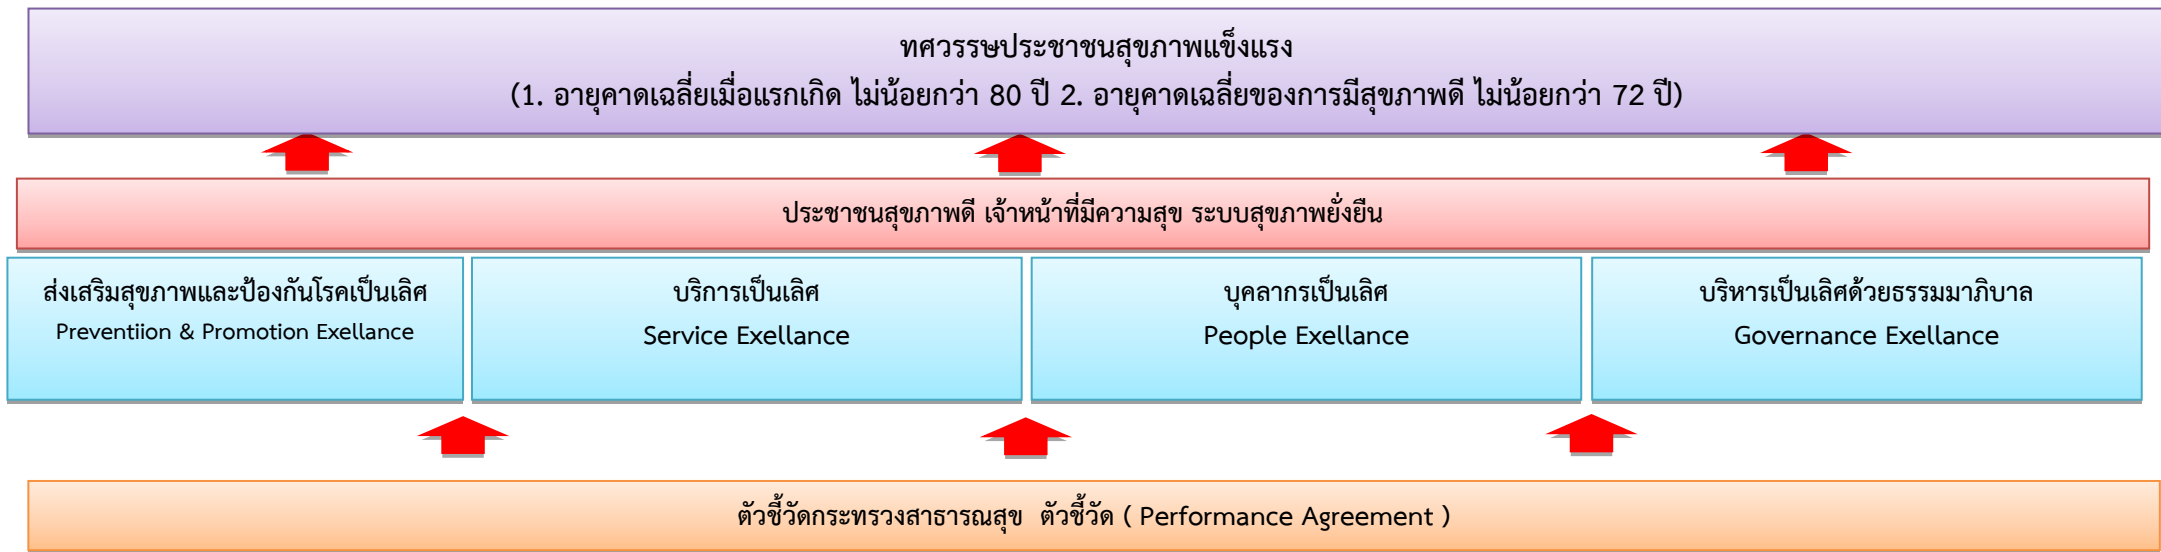 ทศวรรษประชาชนสุขภาพแข็งแรง
(1. อายุคาดเฉลี่ยเมื่อแรกเกิด ไม่น้อยกว่า 80 ปี 2. อายุคาดเฉลี่ยของการมีสุขภาพดี ไม่น้อยกว่า 72 ปี)
ประชาชนสุขภาพดี เจ้าหน้าที่มีความสุข ระบบสุขภาพยั่งยืน
ส่งเสริมสุขภาพและป้องกันโรคเป็นเลิศ
Preventiion & Promotion Exellance
บริการเป็นเลิศ
Service Exellance
บุคลากรเป็นเลิศ
People Exellance
บริหารเป็นเลิศด้วยธรรมมาภิบาล
Governance Exellance
ตัวชี้วัดกระทรวงสาธารณสุข ตัวชี้วัด ( Performance Agreement )